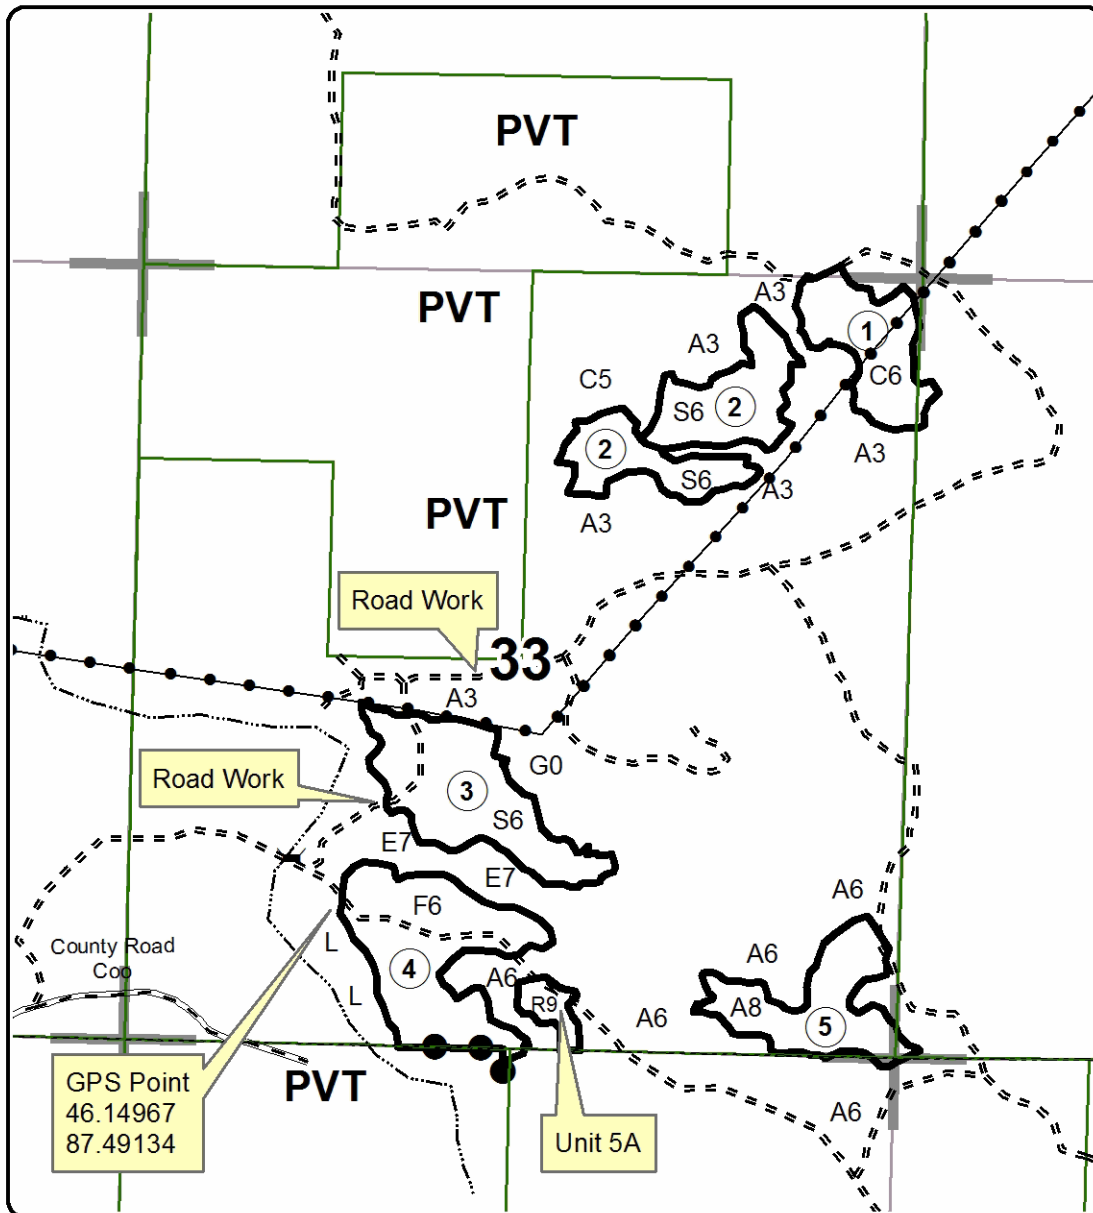 PVT
PVT
A3
1
A3
C6
C5
S6
2
2
A3
S6
A3
PVT
A3
Road Work
33
A3
G0
Road Work
3
S6
E7
E7
A6
F6
County Road
Coo
L
A6
4
A6
L
R9
A8
A6
5
GPS Point
46.14967
87.49134
PVT
A6
Unit 5A